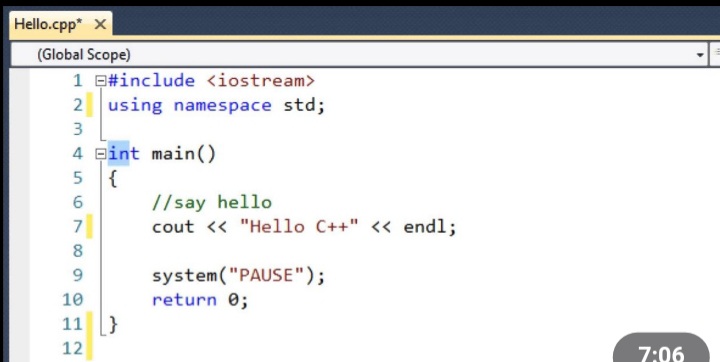 Hello.cpp* X
(Global Scope)
1 #include <iostream>
2 using namespace std;
3
4 int main()
5 {
6 //say hello
7 cout << "Hello C++" << endl;
8
9 system("PAUSE");
10 return 0;
11 }
12
7:06